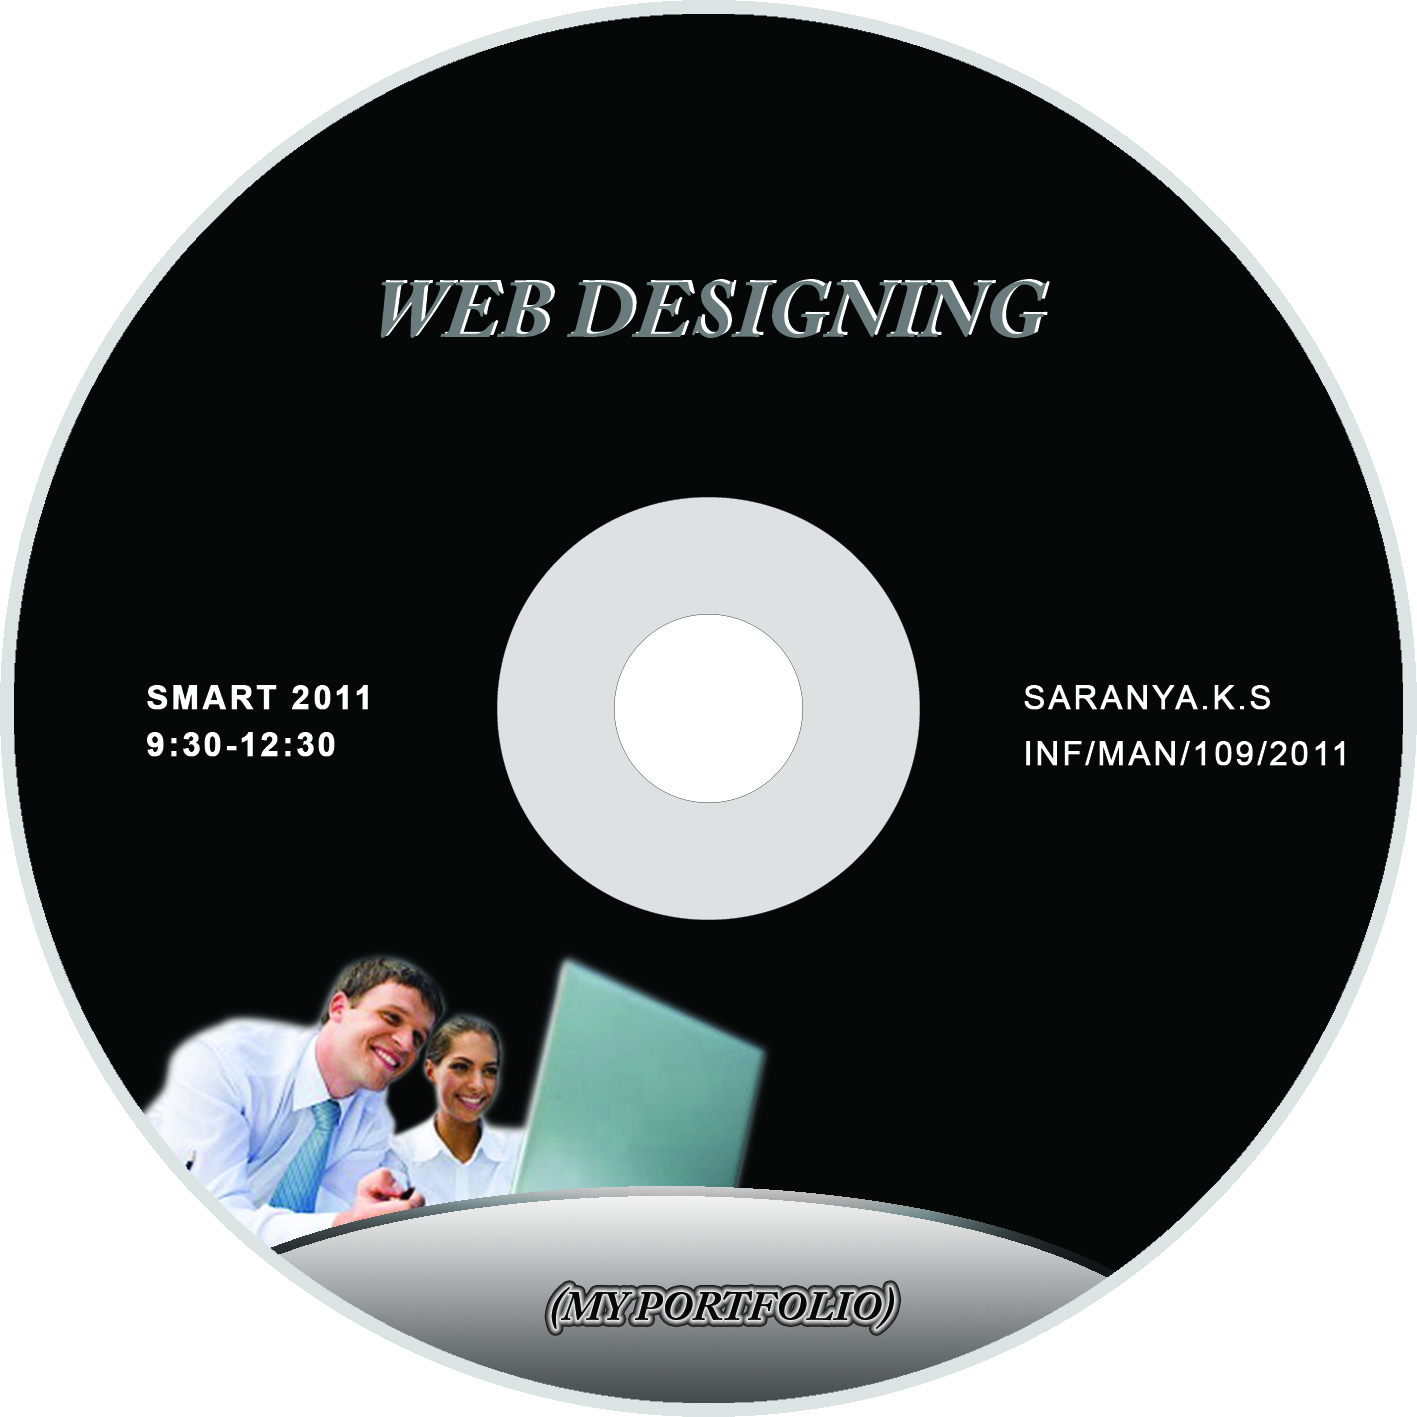 WEB DESIGNING
SMART 2011
9:30-12:30
SARANYA.K.S
INF/MAN/109/2011
(MY PORTFOLIO)